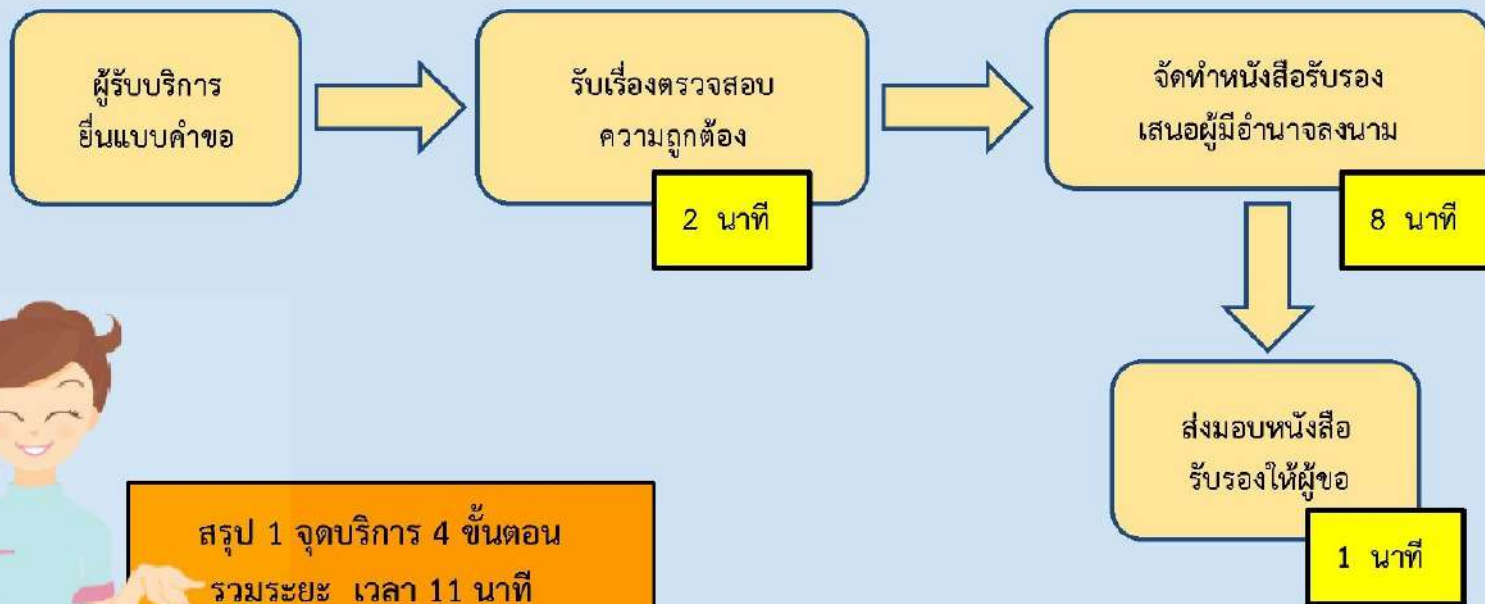 ผู้รับบริการ
ยื่นแบบคำขอ
รับเรื่องตรวจสอบ
ความถูกต้อง
2 นาที
จัดทำหนังสือรับรอง
เสนอผู้มีอำนาจลงนาม
8 นาที
ส่งมอบหนังสือ
รับรองให้ผู้ขอ
1 นาที
สรุป 1 จุดบริการ 4 ขั้นตอน
รวมระยะ เวลา 11 นาที